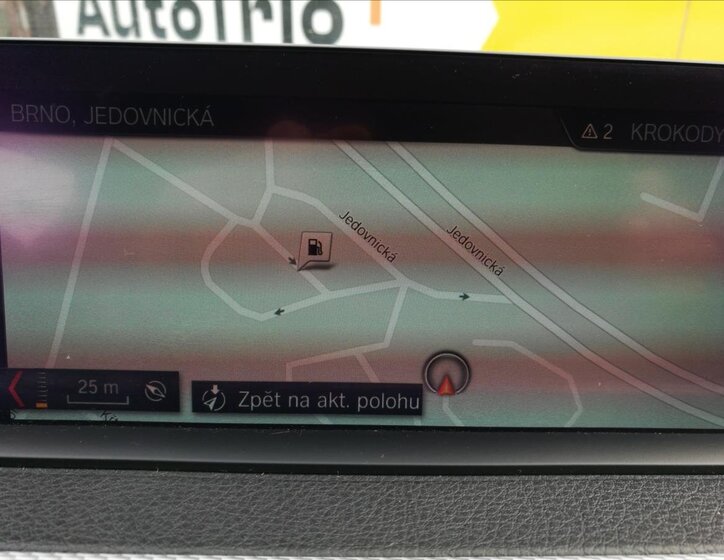 AutoTrio
BRNO, JEDOVNICKÁ
2 KROKODY
Jedovnická
Jedovnická
25 m
Zpět na akt. polohu